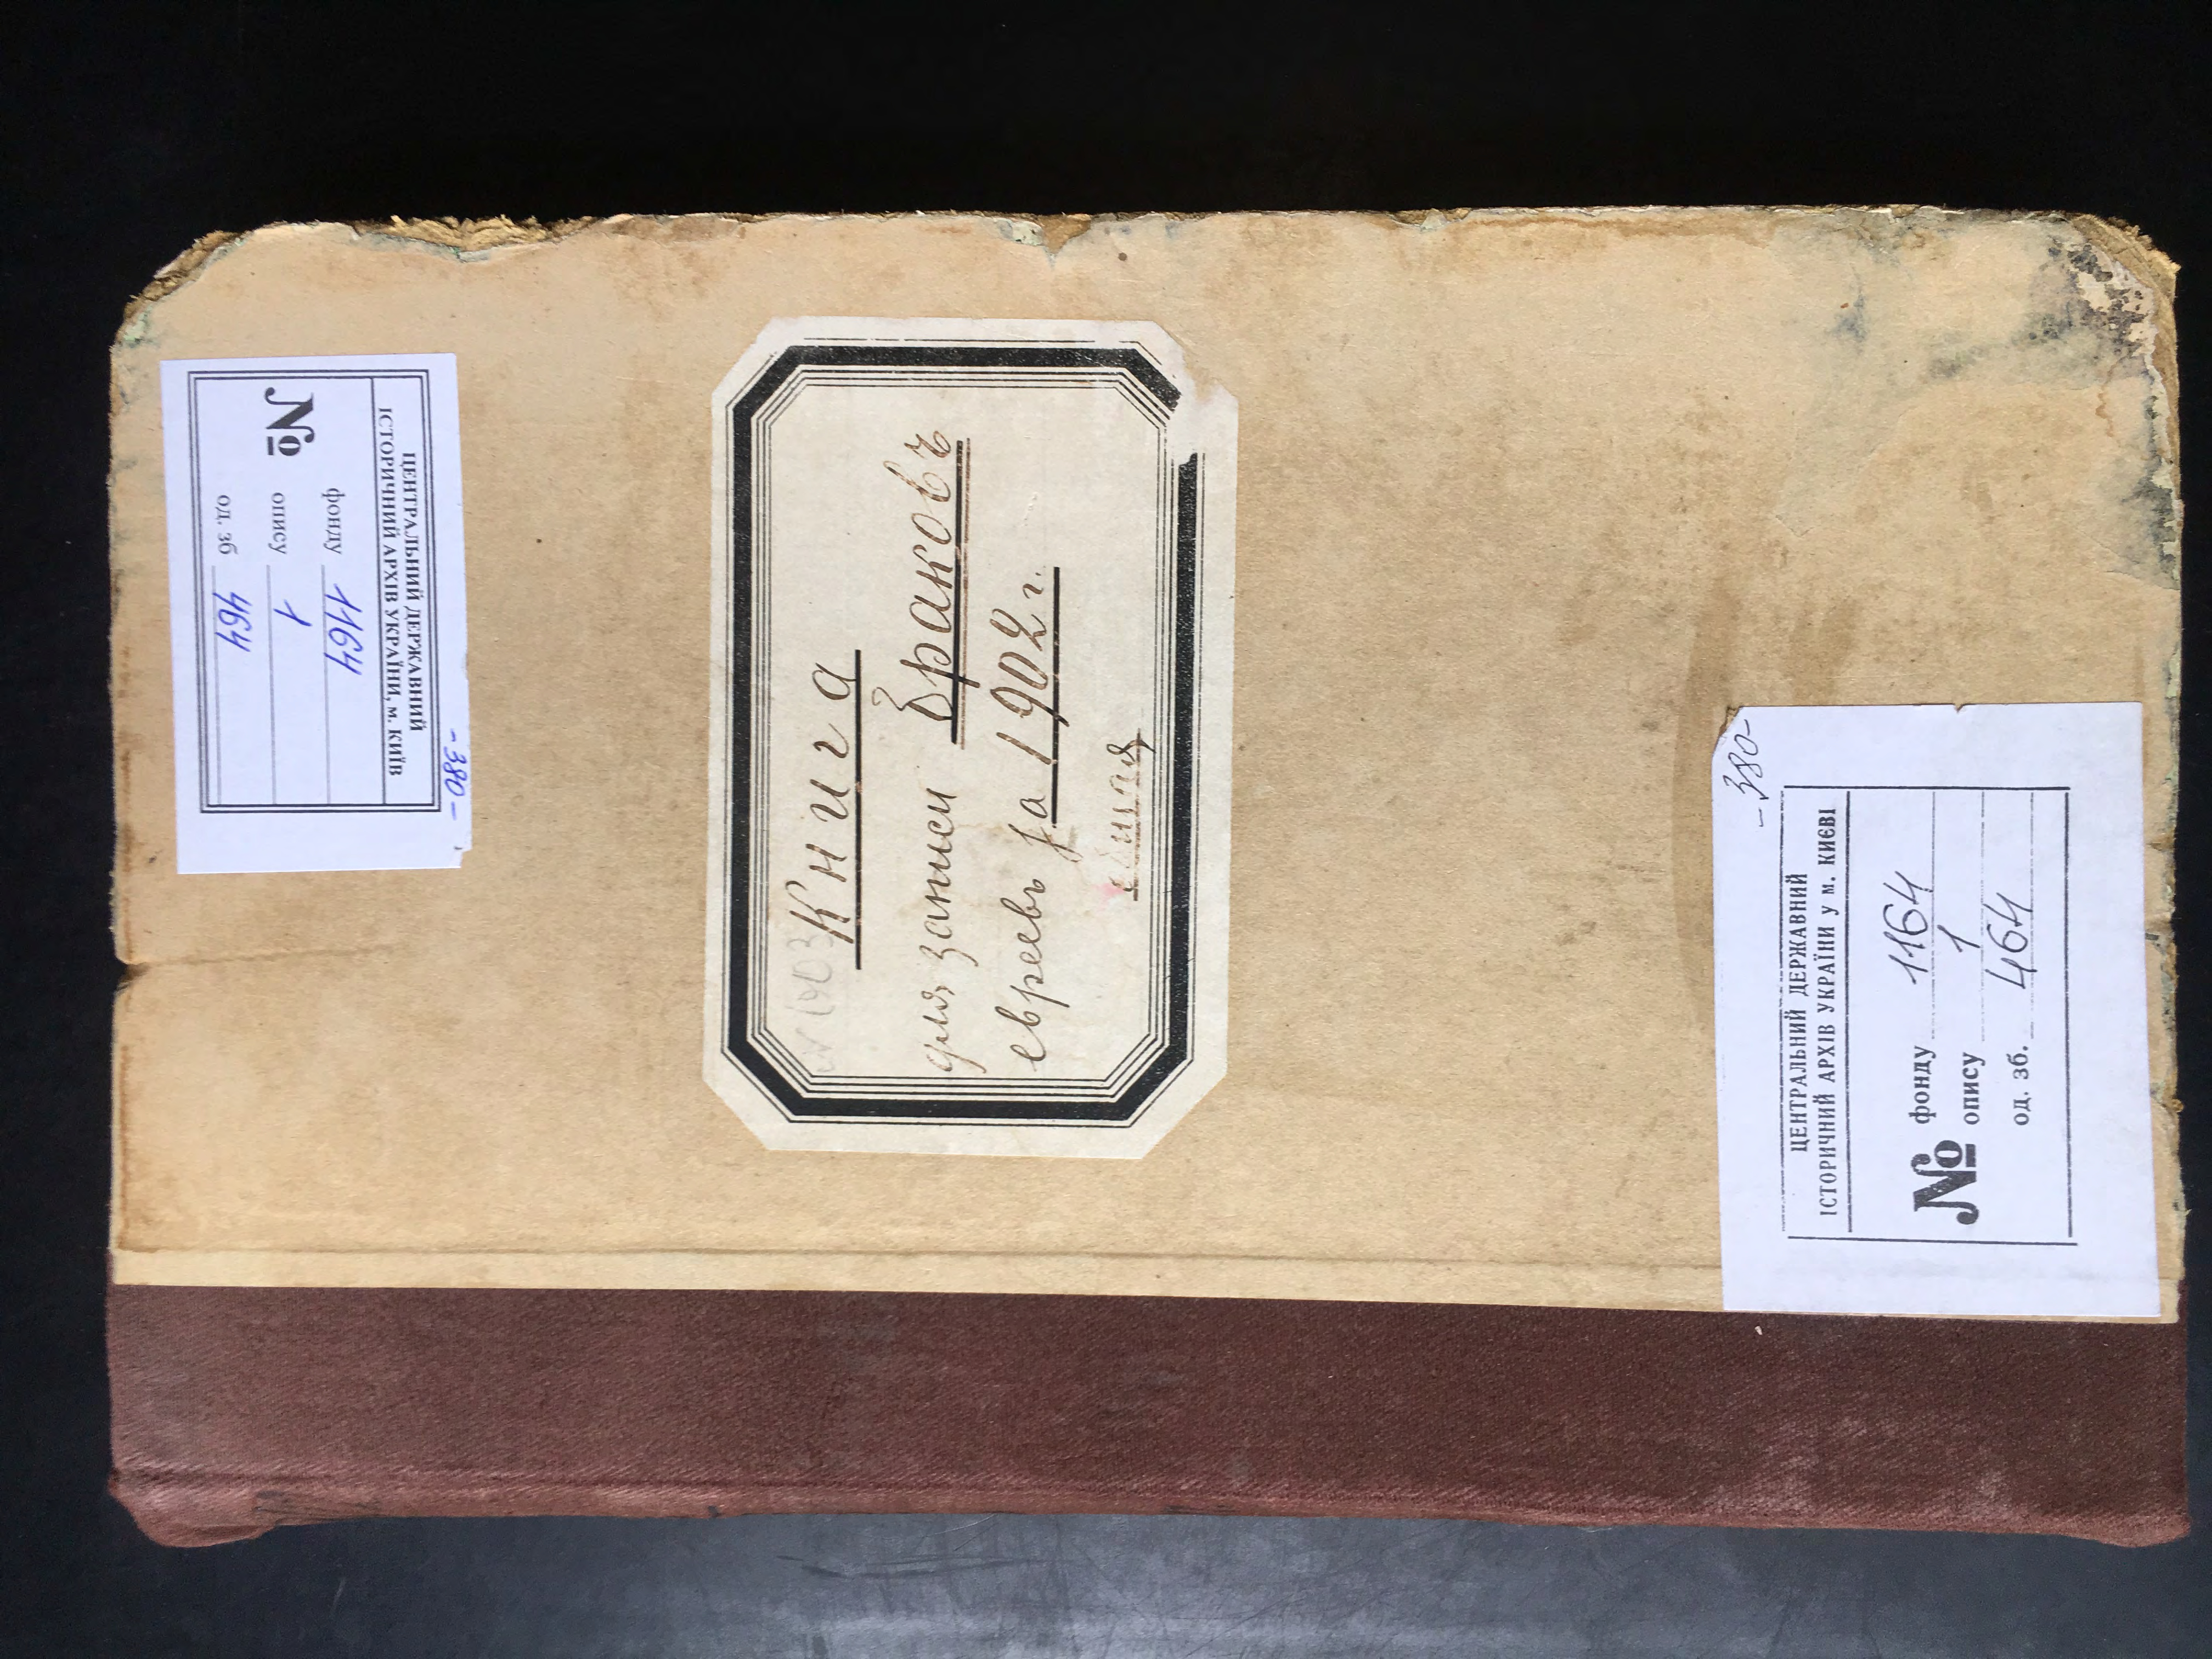 Книга
для записи Браковъ
евреевъ за 1902 г.
ЦЕНТРАЛЬНИЙ ДЕРЖАВНИЙ
ІСТОРИЧНИЙ АРХІВ УКРАЇНИ, м. КИЇВ
№
фонду 1164
опису 1
од. зб 464
-380-
-380-
ЦЕНТРАЛЬНИЙ ДЕРЖАВНИЙ
ІСТОРИЧНИЙ АРХІВ УКРАЇНИ у м. КИЄВІ
№
фонду 1164
опису 1
од. зб. 464